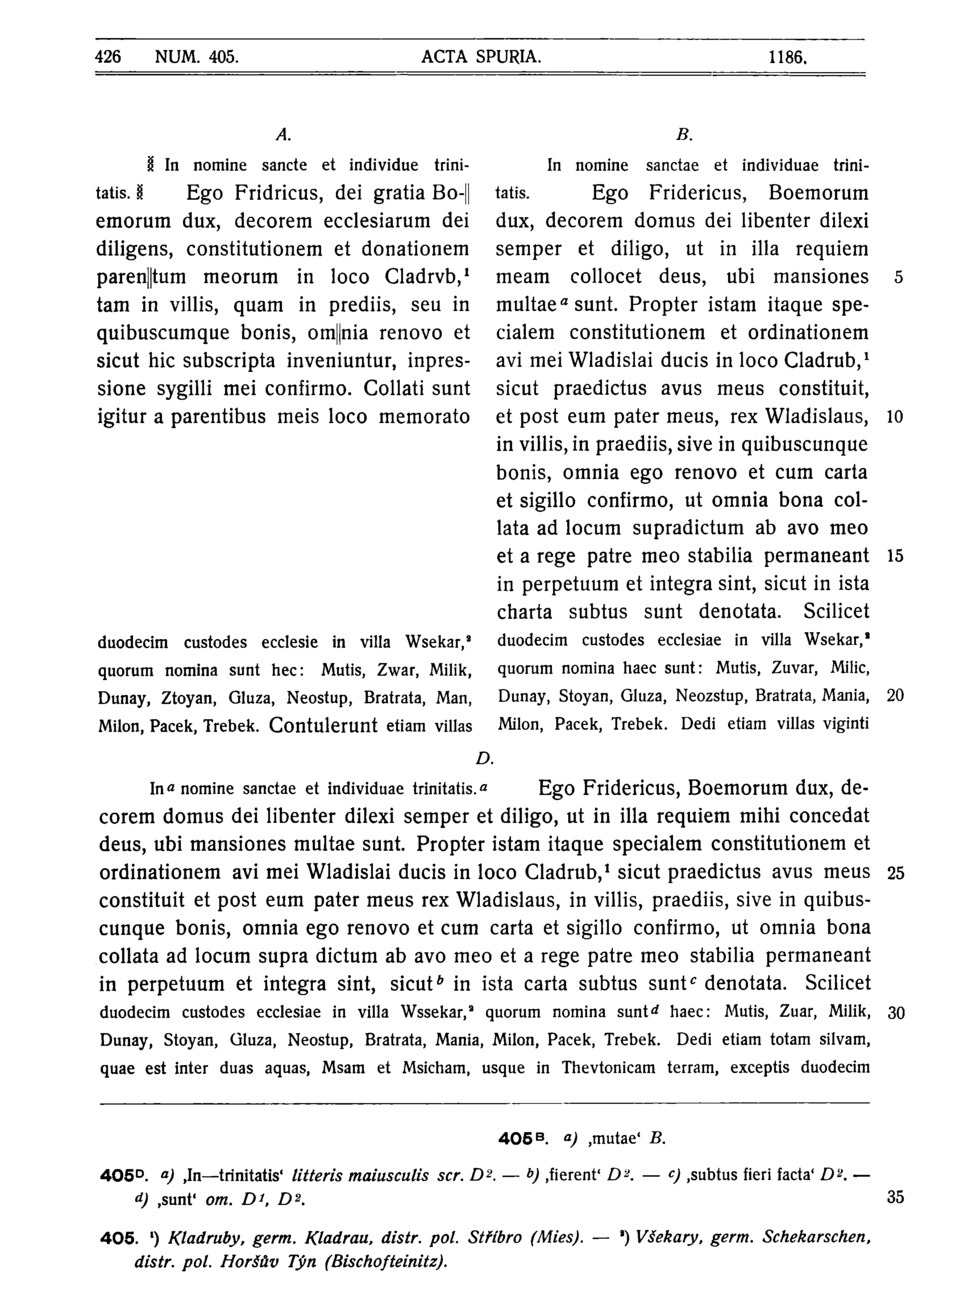 426 NUM. 405. ACTA SPURIA. 1186.
A.
※ In nomine sancte et individue trini-
tatis. ※ Ego Fridricus, dei gratia Bo-||
emorum dux, decorem ecclesiarum dei
diligens, constitutionem et donationem
paren||tum meorum in loco Cladrvb,¹
tam in villis, quam in prediis, seu in
quibuscumque bonis, om||nia renovo et
sicut hic subscripta inveniuntur, inpres-
sione sygilli mei confirmo. Collati sunt
igitur a parentibus meis loco memorato
duodecim custodes ecclesie in villa Wsekar,²
quorum nomina sunt hec: Mutis, Zwar, Milik,
Dunay, Ztoyan, Gluza, Neostup, Bratrata, Man,
Milon, Pacek, Trebek. Contulerunt etiam villas
B.
In nomine sanctae et individuae trini-
tatis. Ego Fridericus, Boemorum
dux, decorem domus dei libenter dilexi
semper et diligo, ut in illa requiem
meam collocet deus, ubi mansiones 5
multae ᵃ sunt. Propter istam itaque spe-
cialem constitutionem et ordinationem
avi mei Wladislai ducis in loco Cladrub,¹
sicut praedictus avus meus constituit,
et post eum pater meus, rex Wladislaus, 10
in villis, in praediis, sive in quibuscunque
bonis, omnia ego renovo et cum carta
et sigillo confirmo, ut omnia bona col-
lata ad locum supradictum ab avo meo
et a rege patre meo stabilia permaneant 15
in perpetuum et integra sint, sicut in ista
charta subtus sunt denotata. Scilicet
duodecim custodes ecclesiae in villa Wsekar,²
quorum nomina haec sunt: Mutis, Zuvar, Milic,
Dunay, Stoyan, Gluza, Neozstup, Bratrata, Mania, 20
Milon, Pacek, Trebek. Dedi etiam villas viginti
D.
In ᵃ nomine sanctae et individuae trinitatis. ᵃ Ego Fridericus, Boemorum dux, de-
corem domus dei libenter dilexi semper et diligo, ut in illa requiem mihi concedat
deus, ubi mansiones multae sunt. Propter istam itaque specialem constitutionem et
ordinationem avi mei Wladislai ducis in loco Cladrub,¹ sicut praedictus avus meus 25
constituit et post eum pater meus rex Wladislaus, in villis, praediis, sive in quibus-
cunque bonis, omnia ego renovo et cum carta et sigillo confirmo, ut omnia bona
collata ad locum supra dictum ab avo meo et a rege patre meo stabilia permaneant
in perpetuum et integra sint, sicut ᵇ in ista carta subtus sunt ᶜ denotata. Scilicet
duodecim custodes ecclesiae in villa Wssekar,² quorum nomina sunt ᵈ haec: Mutis, Zuar, Milik, 30
Dunay, Stoyan, Gluza, Neostup, Bratrata, Mania, Milon, Pacek, Trebek. Dedi etiam totam silvam,
quae est inter duas aquas, Msam et Msicham, usque in Thevtonicam terram, exceptis duodecim
405ᴮ. a) ‚mutae‘ B.
405ᴰ. a) ‚In—trinitatis‘ litteris maiusculis scr. D². — b) ‚fierent‘ D². — c) ‚subtus fieri facta‘ D². —
d) ‚sunt‘ om. D¹, D². 35
405. ¹) Kladruby, germ. Kladrau, distr. pol. Stříbro (Mies). — ²) Všekary, germ. Schekarschen,
distr. pol. Horšův Týn (Bischofteinitz).